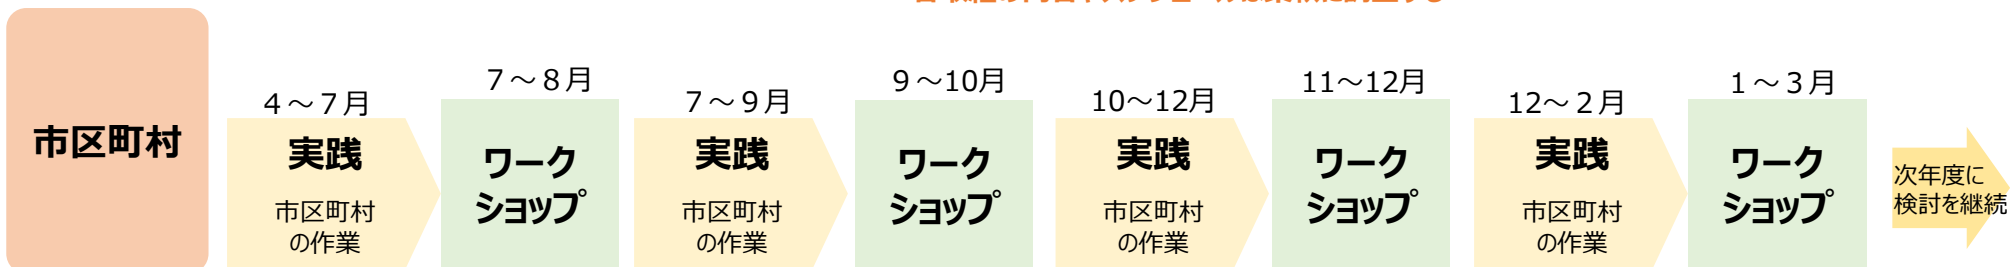 市区町村
4～7月
実践
市区町村
の作業
7～8月
ワーク
ショップ
7～9月
実践
市区町村
の作業
9～10月
ワーク
ショップ
10～12月
実践
市区町村
の作業
11～12月
ワーク
ショップ
12～2月
実践
市区町村
の作業
1～3月
ワーク
ショップ
次年度に
検討を継続